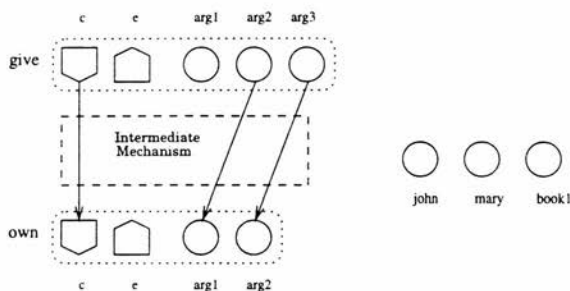 c e arg1 arg2 arg3
give
Intermediate
Mechanism
john mary book1
own
c e arg1 arg2